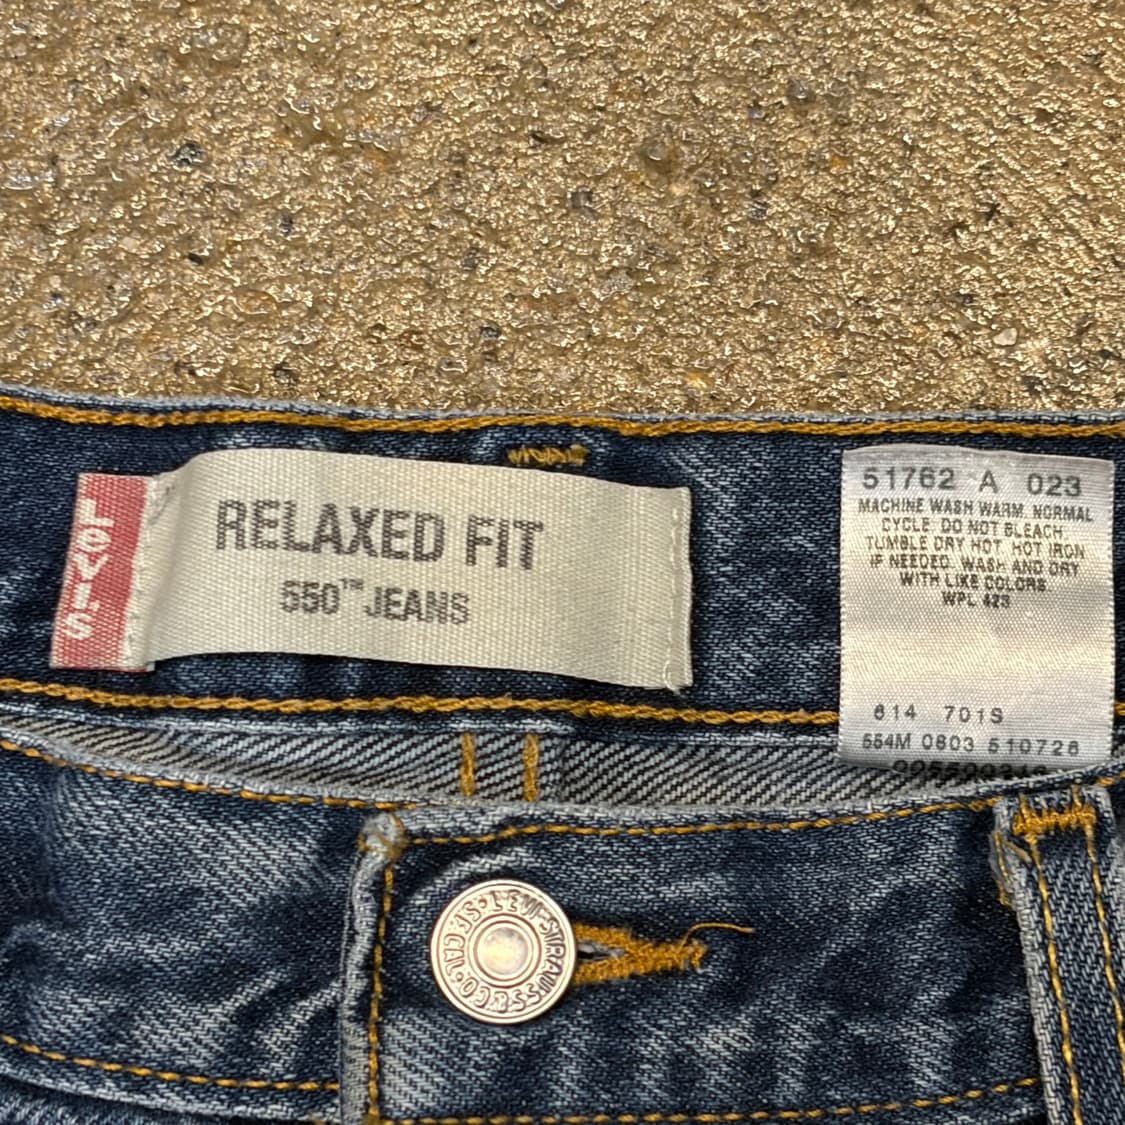 Levi's
RELAXED FIT
550™ JEANS
51762 A 023
MACHINE WASH WARM, NORMAL
CYCLE. DO NOT BLEACH.
TUMBLE DRY HOT. HOT IRON
IF NEEDED. WASH AND DRY
WITH LIKE COLORS.
WPL 423
614 701S
554M 0803 510728
LEVI STRAUSS & CO. S.F. CAL.